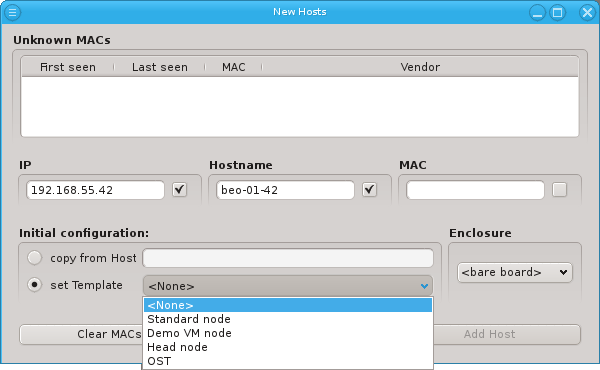 New Hosts
Unknown MACs
First seen Last seen MAC Vendor
IP Hostname MAC
192.168.55.42 beo-01-42
Initial configuration: Enclosure
copy from Host
<bare board>
set Template <None>
<None>
Standard node
Demo VM node
Head node
OST
Clear MACs Add Host